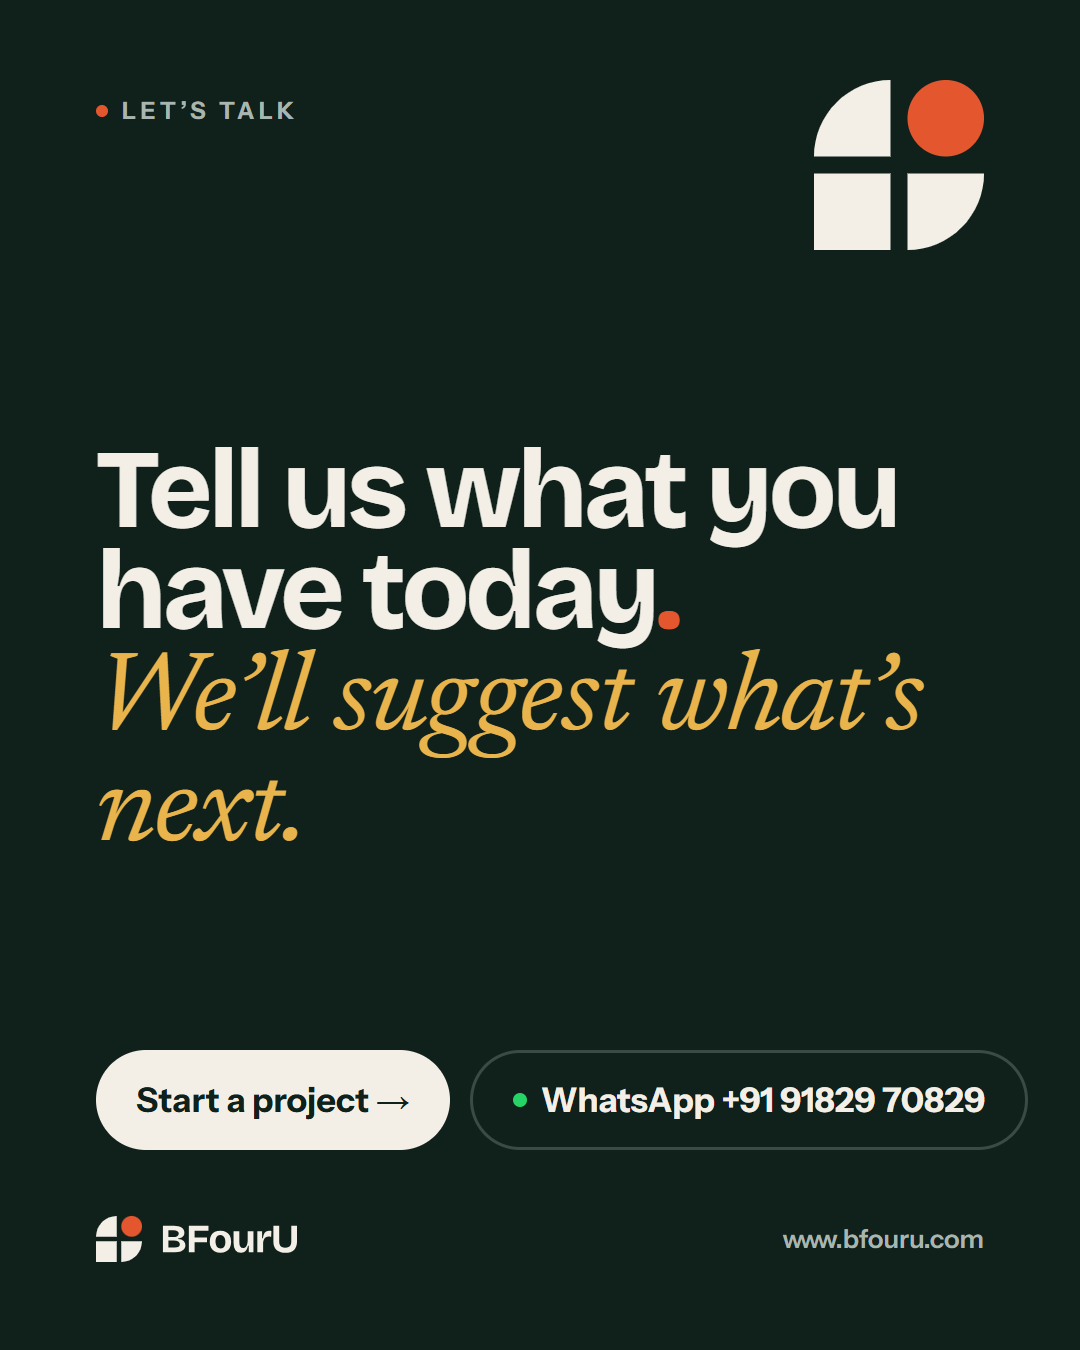 LET’S TALK
Tell us what you
have today.
We’ll suggest what’s
next.
Start a project →
WhatsApp +91 91829 70829
BFourU
www.bfouru.com